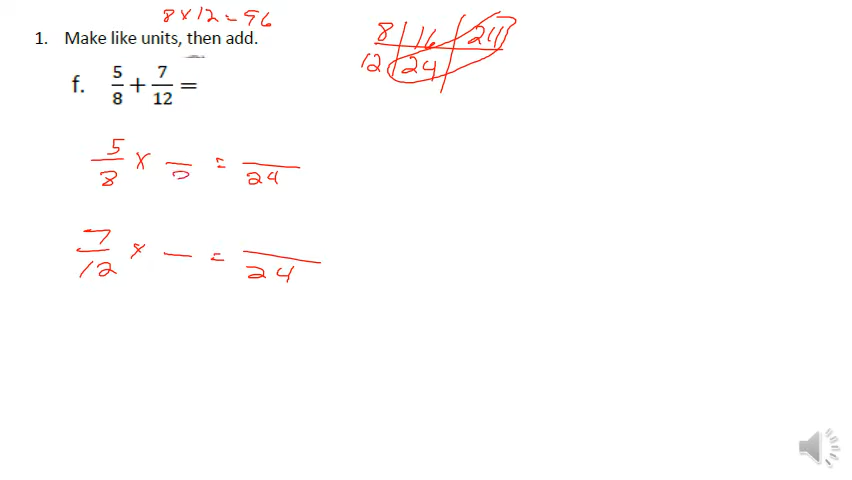 8 × 12 = 96
1. Make like units, then add.
8 | 16 | 24
12 | 24
f. 5/8 + 7/12 =
5/8 × — = —/24
7/12 × — = —/24